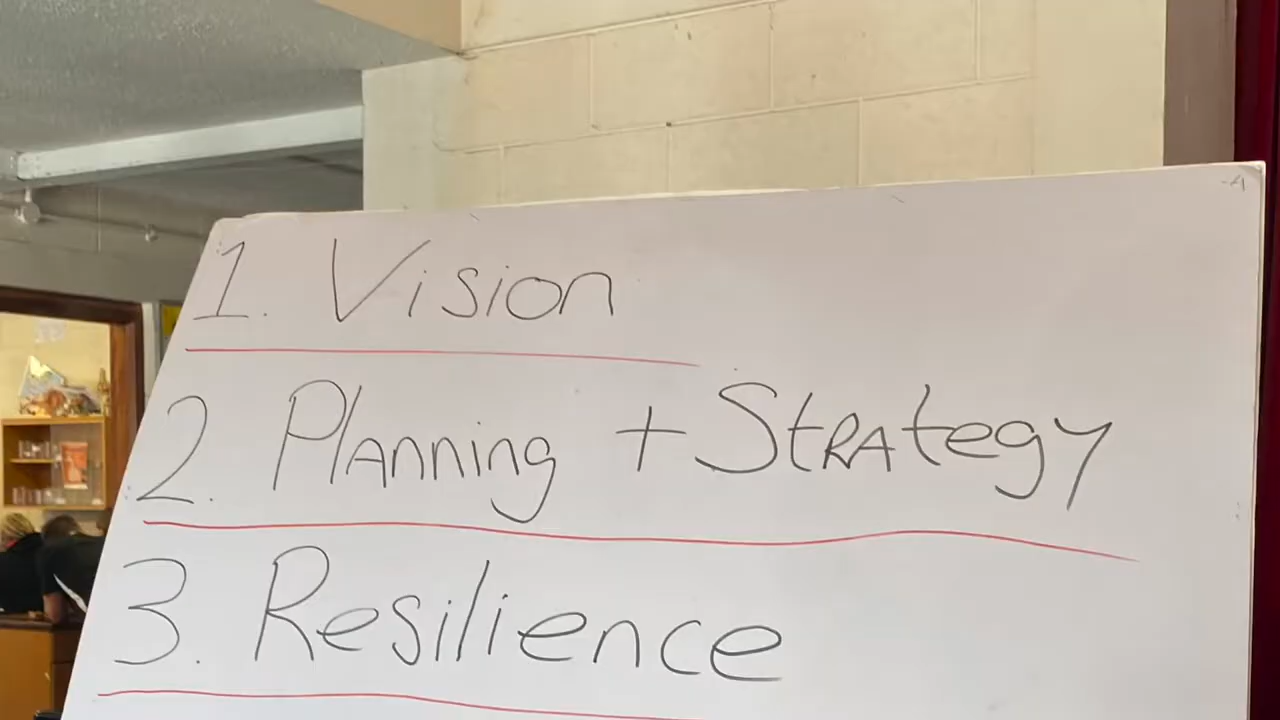 1. Vision
2. Planning + Strategy
3. Resilience